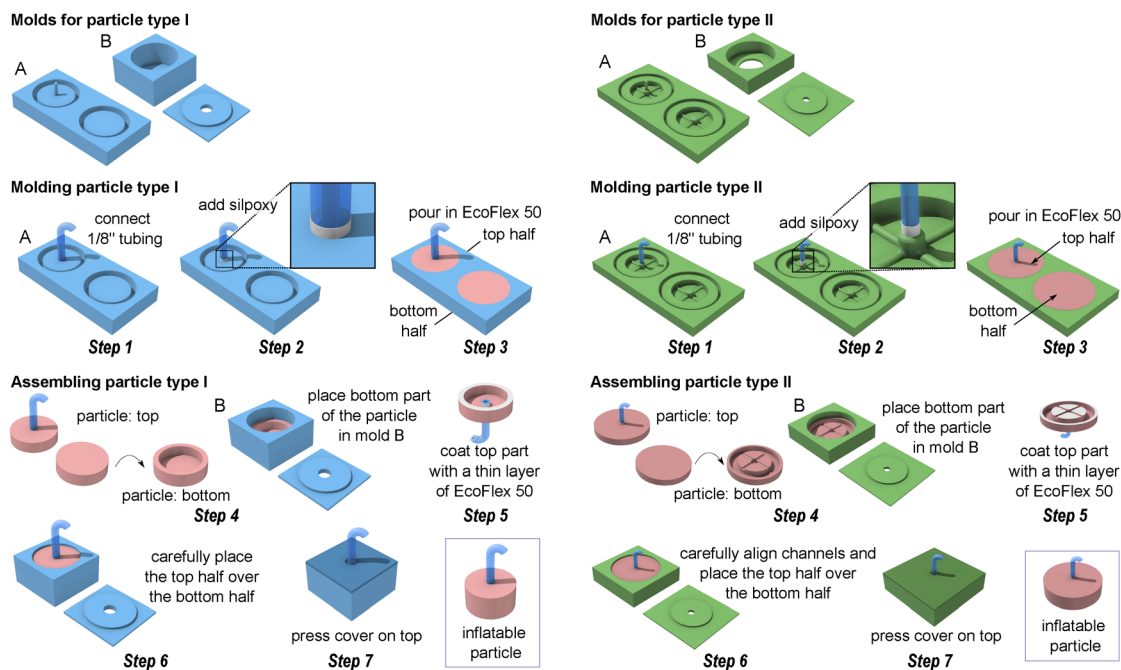 Molds for particle type I
B
A
Molding particle type I
A
connect
1/8" tubing
add silpoxy
pour in EcoFlex 50
top half
bottom
half
Step 1
Step 2
Step 3
Assembling particle type I
particle: top
particle: bottom
Step 4
B
place bottom part
of the particle
in mold B
coat top part
with a thin layer
of EcoFlex 50
Step 5
carefully place
the top half over
the bottom half
Step 6
press cover on top
Step 7
inflatable
particle
Molds for particle type II
B
A
Molding particle type II
A
connect
1/8" tubing
add silpoxy
pour in EcoFlex 50
top half
bottom
half
Step 1
Step 2
Step 3
Assembling particle type II
particle: top
particle: bottom
Step 4
B
place bottom part
of the particle
in mold B
coat top part
with a thin layer
of EcoFlex 50
Step 5
carefully align channels and
place the top half over
the bottom half
Step 6
press cover on top
Step 7
inflatable
particle